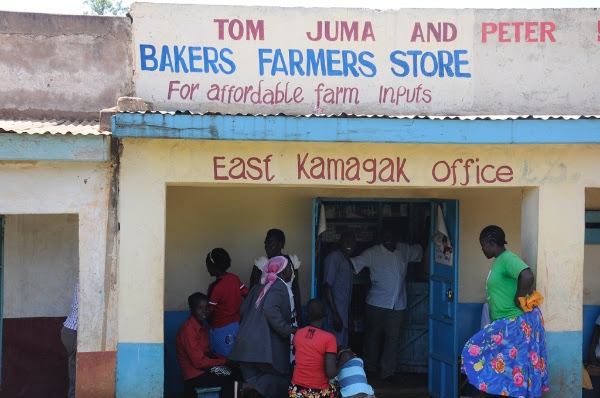 TOM JUMA AND PETER
BAKERS FARMERS STORE
For affordable farm inputs
East Kamagak Office